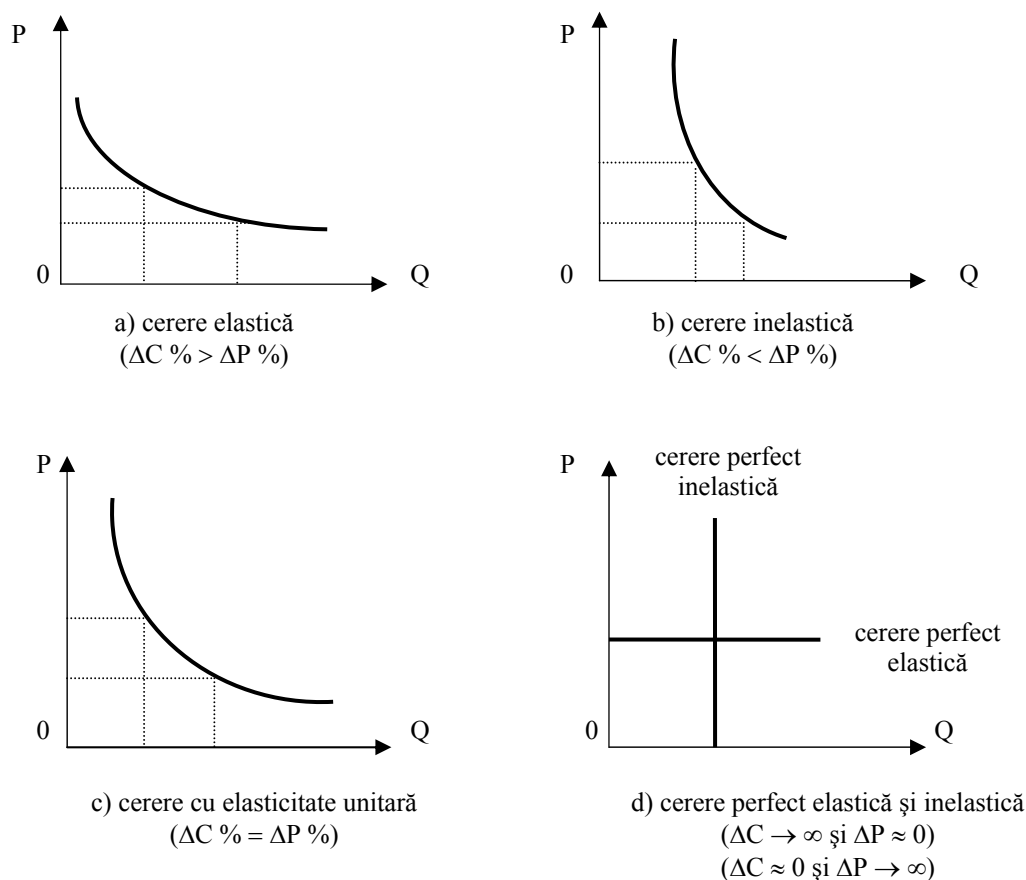 P
0
Q
a) cerere elastică
(ΔC % > ΔP %)
P
0
Q
b) cerere inelastică
(ΔC % < ΔP %)
P
0
Q
c) cerere cu elasticitate unitară
(ΔC % = ΔP %)
P
cerere perfect
inelastică
cerere perfect
elastică
0
Q
d) cerere perfect elastică şi inelastică
(ΔC → ∞ şi ΔP ≈ 0)
(ΔC ≈ 0 şi ΔP → ∞)